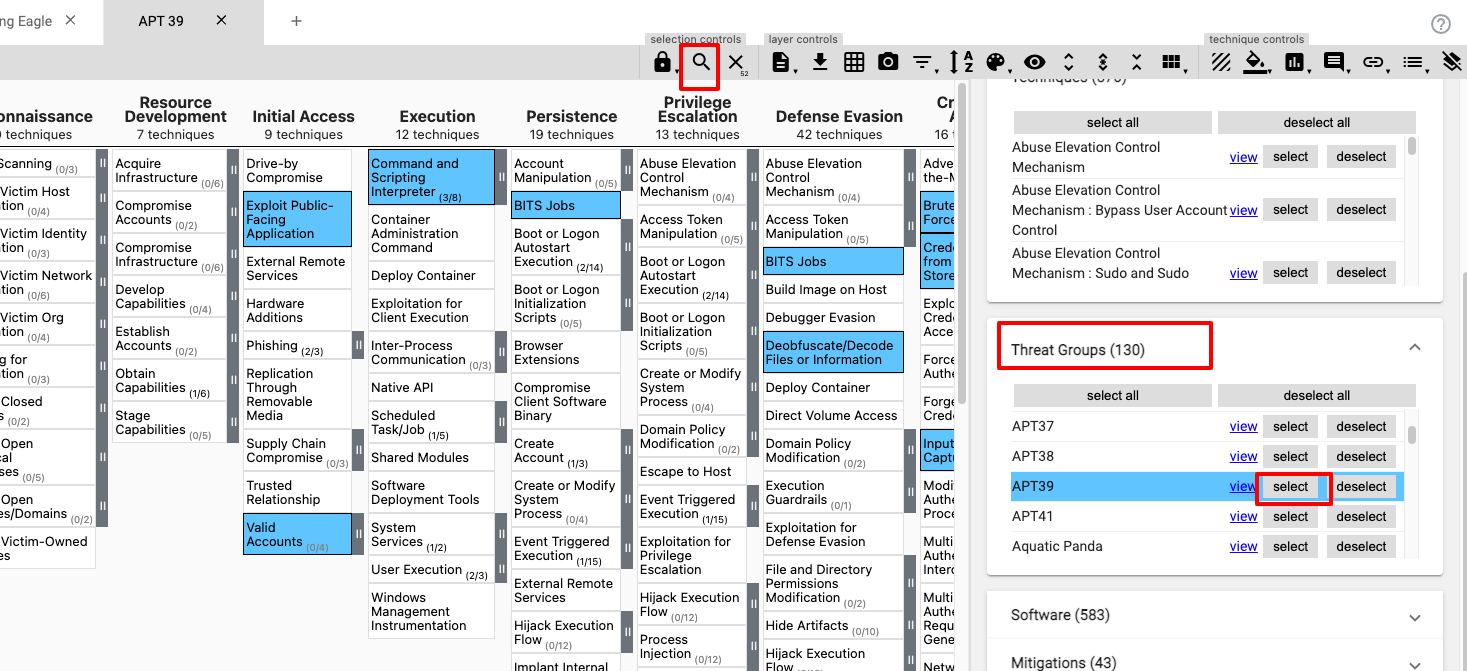 ng Eagle
APT 39
selection controls
layer controls
technique controls
52
onnaissance
techniques
Scanning (0/3)
Victim Host
tion (0/4)
Victim Identity
tion (0/3)
Victim Network
tion (0/6)
Victim Org
tion (0/4)
g for
tion (0/3)
Closed
s (0/2)
Open
cal
ses (0/5)
Open
es/Domains (0/2)
Victim-Owned
es
Resource
Development
7 techniques
Acquire
Infrastructure (0/6)
Compromise
Accounts (0/2)
Compromise
Infrastructure (0/6)
Develop
Capabilities (0/4)
Establish
Accounts (0/2)
Obtain
Capabilities (1/6)
Stage
Capabilities (0/5)
Initial Access
9 techniques
Drive-by
Compromise
Exploit Public-
Facing
Application
External Remote
Services
Hardware
Additions
Phishing (2/3)
Replication
Through
Removable
Media
Supply Chain
Compromise (0/3)
Trusted
Relationship
Valid
Accounts (0/4)
Execution
12 techniques
Command and
Scripting
Interpreter (3/8)
Container
Administration
Command
Deploy Container
Exploitation for
Client Execution
Inter-Process
Communication (0/3)
Native API
Scheduled
Task/Job (1/5)
Shared Modules
Software
Deployment Tools
System
Services (1/2)
User Execution (2/3)
Windows
Management
Instrumentation
Persistence
19 techniques
Account
Manipulation (0/5)
BITS Jobs
Boot or Logon
Autostart
Execution (2/14)
Boot or Logon
Initialization
Scripts (0/5)
Browser
Extensions
Compromise
Client Software
Binary
Create
Account (1/3)
Create or Modify
System
Process (0/4)
Event Triggered
Execution (1/15)
External Remote
Services
Hijack Execution
Flow (0/12)
Implant Internal
Privilege
Escalation
13 techniques
Abuse Elevation
Control
Mechanism (0/4)
Access Token
Manipulation (0/5)
Boot or Logon
Autostart
Execution (2/14)
Boot or Logon
Initialization
Scripts (0/5)
Create or Modify
System
Process (0/4)
Domain Policy
Modification (0/2)
Escape to Host
Event Triggered
Execution (1/15)
Exploitation for
Privilege
Escalation
Hijack Execution
Flow (0/12)
Process
Injection (0/12)
Defense Evasion
42 techniques
Abuse Elevation
Control
Mechanism (0/4)
Access Token
Manipulation (0/5)
BITS Jobs
Build Image on Host
Debugger Evasion
Deobfuscate/Decode
Files or Information
Deploy Container
Direct Volume Access
Domain Policy
Modification (0/2)
Execution
Guardrails (0/1)
Exploitation for
Defense Evasion
File and Directory
Permissions
Modification (0/2)
Hide Artifacts (0/10)
Hijack Execution
Flow (0/12)
Cr
A
16 t
Adve
the-M
Brute
Force
Crede
from
Store
Explo
Crede
Acce
Force
Auth
Forge
Crede
Input
Captu
Modi
Authe
Proce
Multi
Authe
Interc
Multi
Authe
Requ
Gene
Netw
Techniques (576)
select all deselect all
Abuse Elevation Control
Mechanism view select deselect
Abuse Elevation Control
Mechanism : Bypass User Account view select deselect
Control
Abuse Elevation Control
Mechanism : Sudo and Sudo view select deselect
Threat Groups (130)
select all deselect all
APT37 view select deselect
APT38 view select deselect
APT39 view select deselect
APT41 view select deselect
Aquatic Panda view select deselect
Software (583)
Mitigations (43)